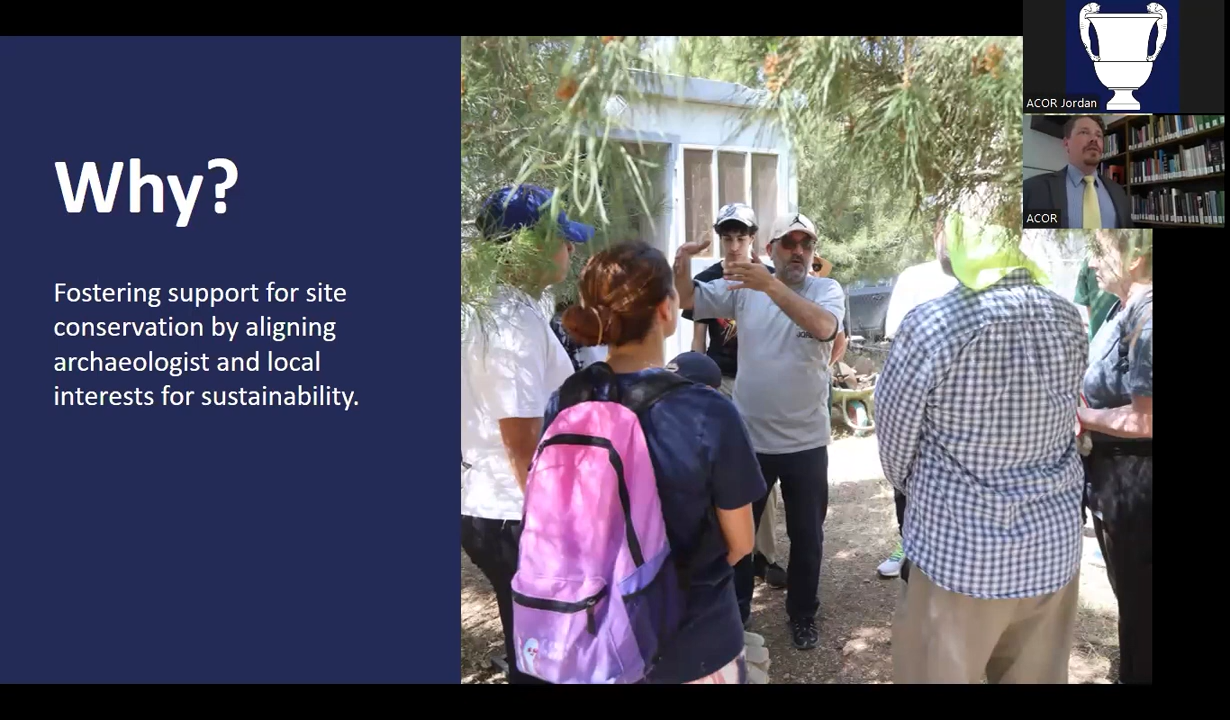 Why?
Fostering support for site
conservation by aligning
archaeologist and local
interests for sustainability.
ACOR Jordan
ACOR